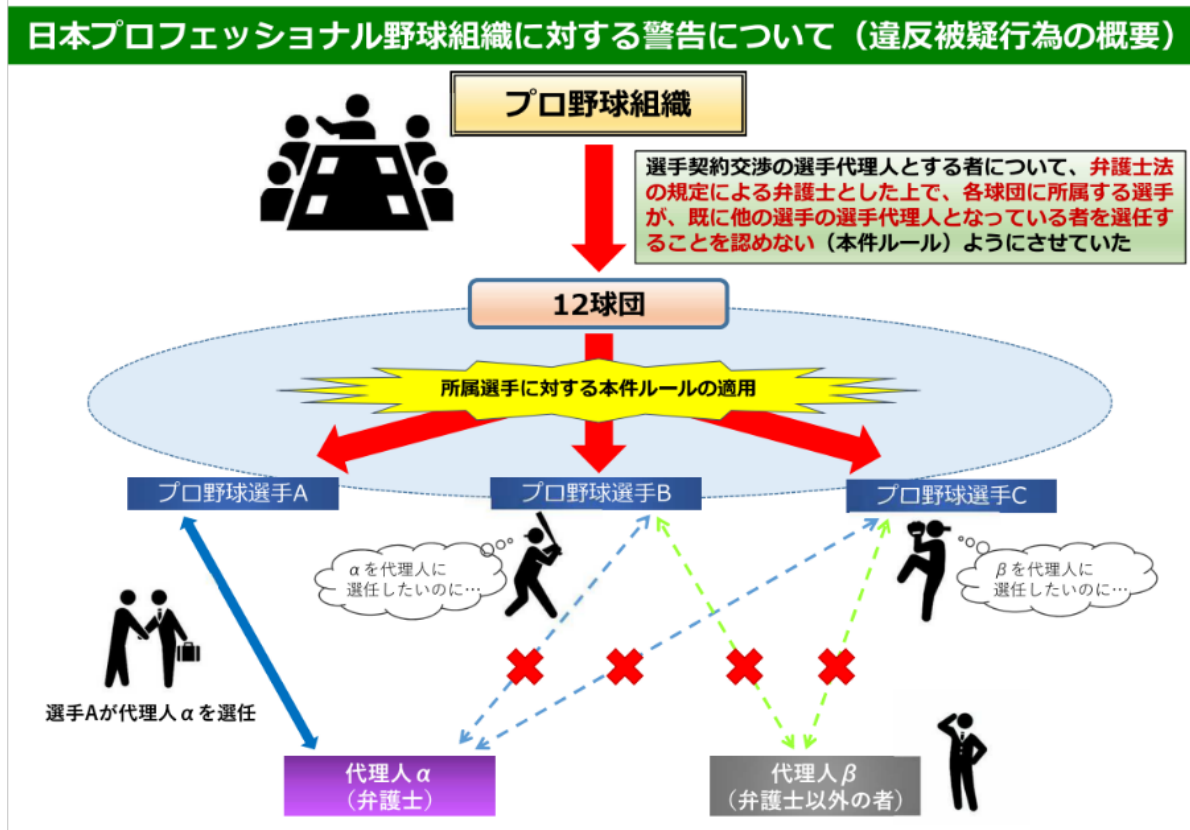 日本プロフェッショナル野球組織に対する警告について（違反被疑行為の概要）
プロ野球組織
選手契約交渉の選手代理人とする者について、弁護士法
の規定による弁護士とした上で、各球団に所属する選手
が、既に他の選手の選手代理人となっている者を選任す
ることを認めない（本件ルール）ようにさせていた
12球団
所属選手に対する本件ルールの適用
プロ野球選手A
プロ野球選手B
プロ野球選手C
αを代理人に
選任したいのに…
βを代理人に
選任したいのに…
選手Aが代理人αを選任
代理人α
（弁護士）
代理人β
（弁護士以外の者）